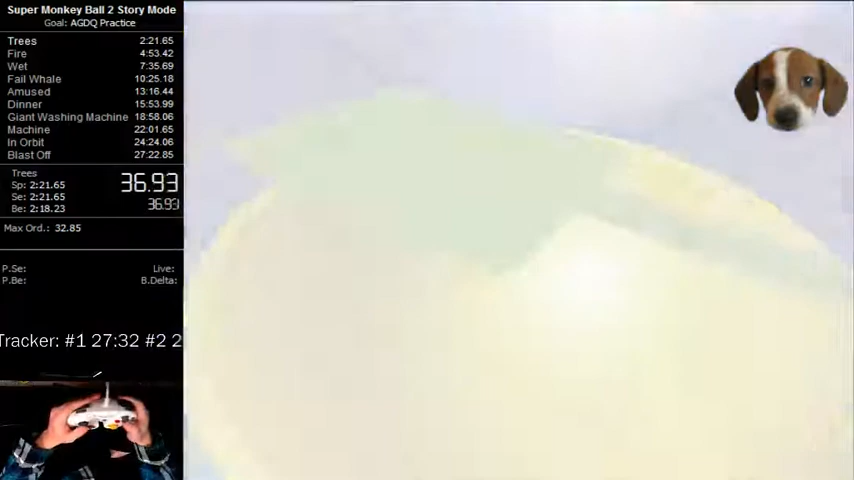 Super Monkey Ball 2 Story Mode
Goal: AGDQ Practice
Trees 2:21.65
Fire 4:53.42
Wet 7:35.69
Fail Whale 10:25.18
Amused 13:16.44
Dinner 15:53.99
Giant Washing Machine 18:58.06
Machine 22:01.65
In Orbit 24:24.06
Blast Off 27:22.85
Trees
Sp: 2:21.65 36.93
Se: 2:21.65
Be: 2:18.23 36.93
Max Ord.: 32.85
P.Se: Live:
P.Be: B.Delta:
Tracker: #1 27:32 #2 2